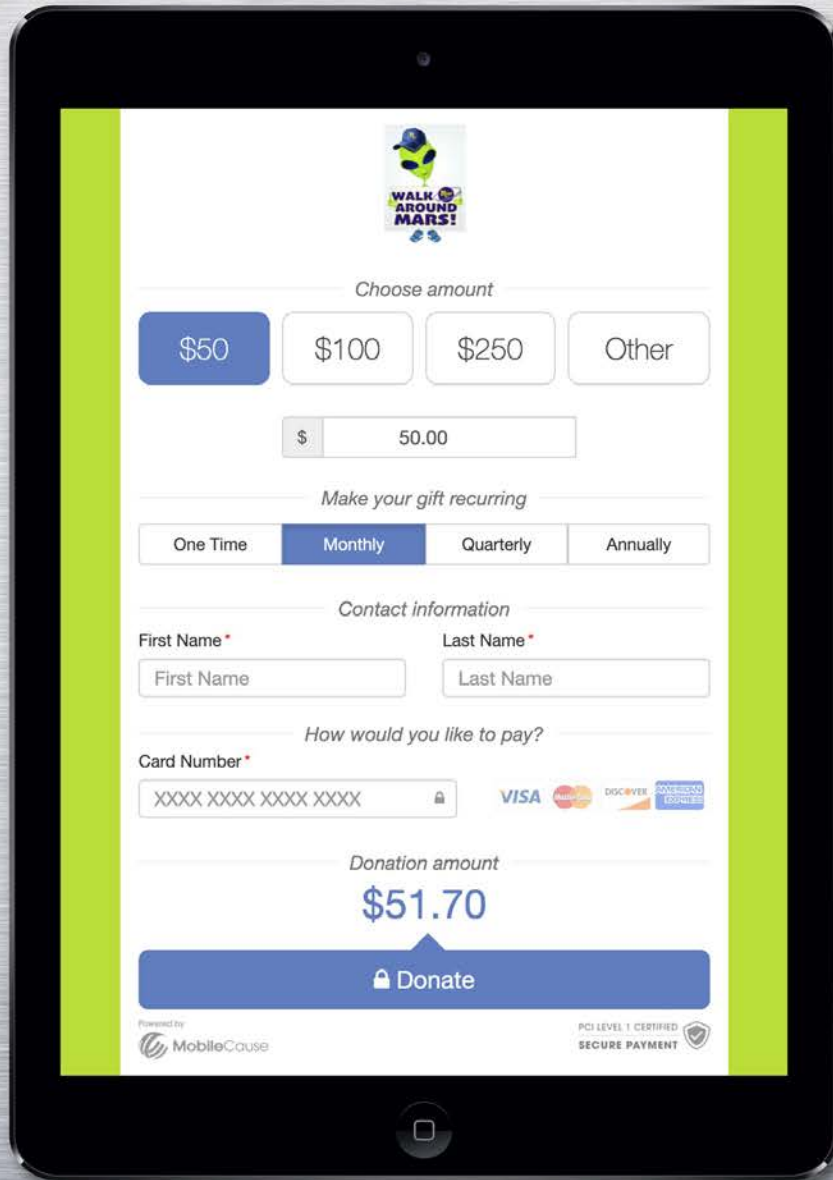 WALK
AROUND
MARS!
Choose amount
$50 $100 $250 Other
$ 50.00
Make your gift recurring
One Time Monthly Quarterly Annually
Contact information
First Name* Last Name*
First Name Last Name
How would you like to pay?
Card Number*
XXXX XXXX XXXX XXXX VISA MasterCard DISCOVER AMERICAN EXPRESS
Donation amount
$51.70
Donate
Powered by
MobileCause
PCI LEVEL 1 CERTIFIED
SECURE PAYMENT